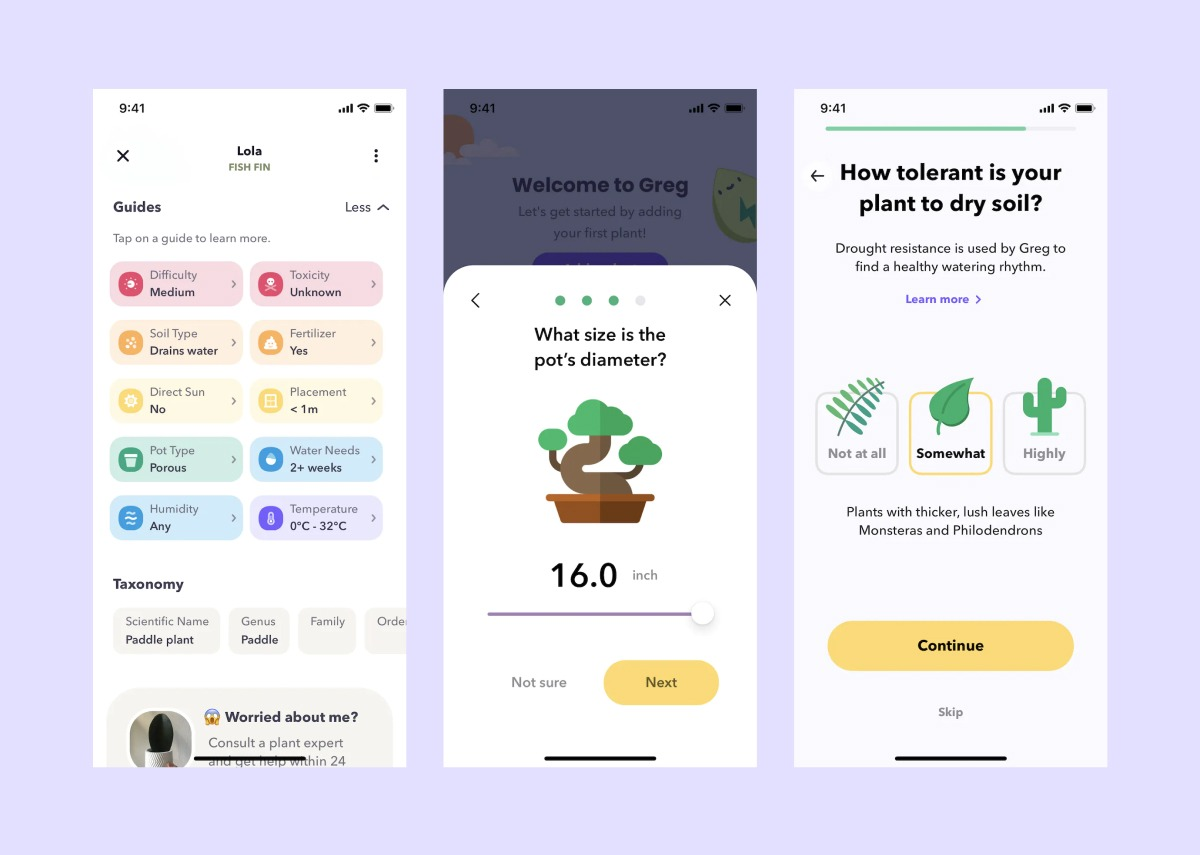 9:41
Lola
FISH FIN
Guides
Less
Tap on a guide to learn more.
Difficulty
Medium
Toxicity
Unknown
Soil Type
Drains water
Fertilizer
Yes
Direct Sun
No
Placement
< 1m
Pot Type
Porous
Water Needs
2+ weeks
Humidity
Any
Temperature
0°C - 32°C
Taxonomy
Scientific Name
Paddle plant
Genus
Paddle
Family
Orde
😱 Worried about me?
Consult a plant expert
and get help within 24
9:41
Welcome to Greg
Let's get started by adding
your first plant!
What size is the
pot’s diameter?
16.0 inch
Not sure
Next
9:41
How tolerant is your
plant to dry soil?
Drought resistance is used by Greg to
find a healthy watering rhythm.
Learn more
Not at all
Somewhat
Highly
Plants with thicker, lush leaves like
Monsteras and Philodendrons
Continue
Skip